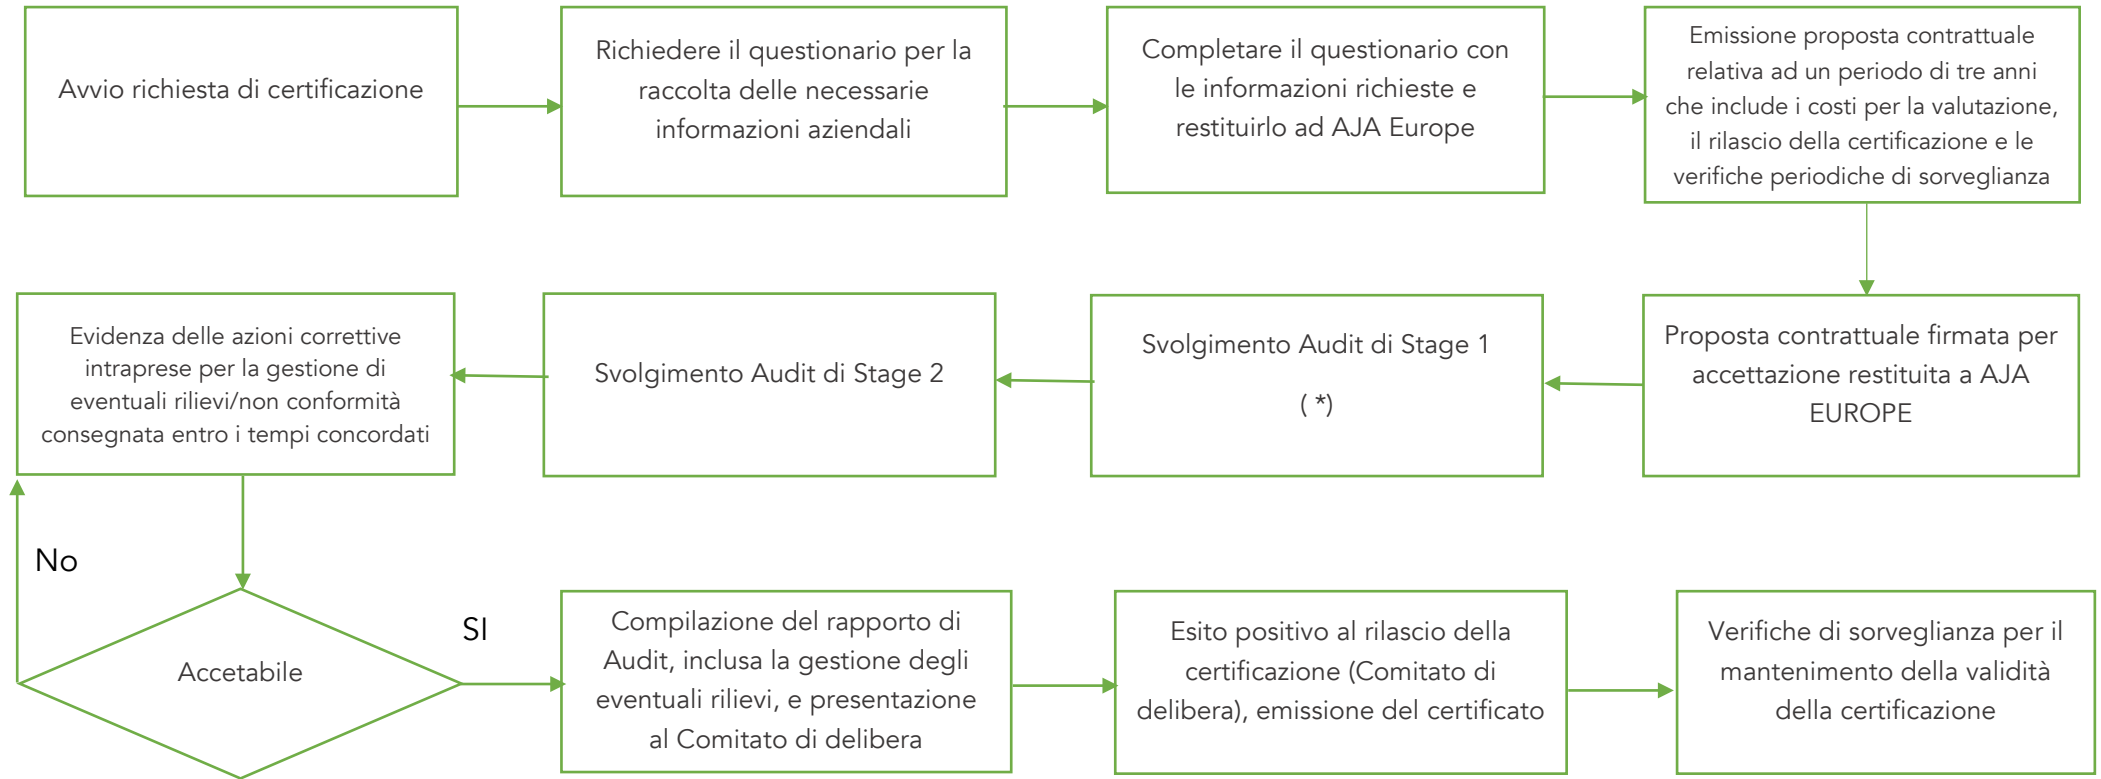 Avvio richiesta di certificazione
Richiedere il questionario per la
raccolta delle necessarie
informazioni aziendali
Completare il questionario con
le informazioni richieste e
restituirlo ad AJA Europe
Emissione proposta contrattuale
relativa ad un periodo di tre anni
che include i costi per la valutazione,
il rilascio della certificazione e le
verifiche periodiche di sorveglianza
Proposta contrattuale firmata per
accettazione restituita a AJA
EUROPE
Svolgimento Audit di Stage 1
( *)
Svolgimento Audit di Stage 2
Evidenza delle azioni correttive
intraprese per la gestione di
eventuali rilievi/non conformità
consegnata entro i tempi concordati
No
Accetabile
SI
Compilazione del rapporto di
Audit, inclusa la gestione degli
eventuali rilievi, e presentazione
al Comitato di delibera
Esito positivo al rilascio della
certificazione (Comitato di
delibera), emissione del certificato
Verifiche di sorveglianza per il
mantenimento della validità
della certificazione